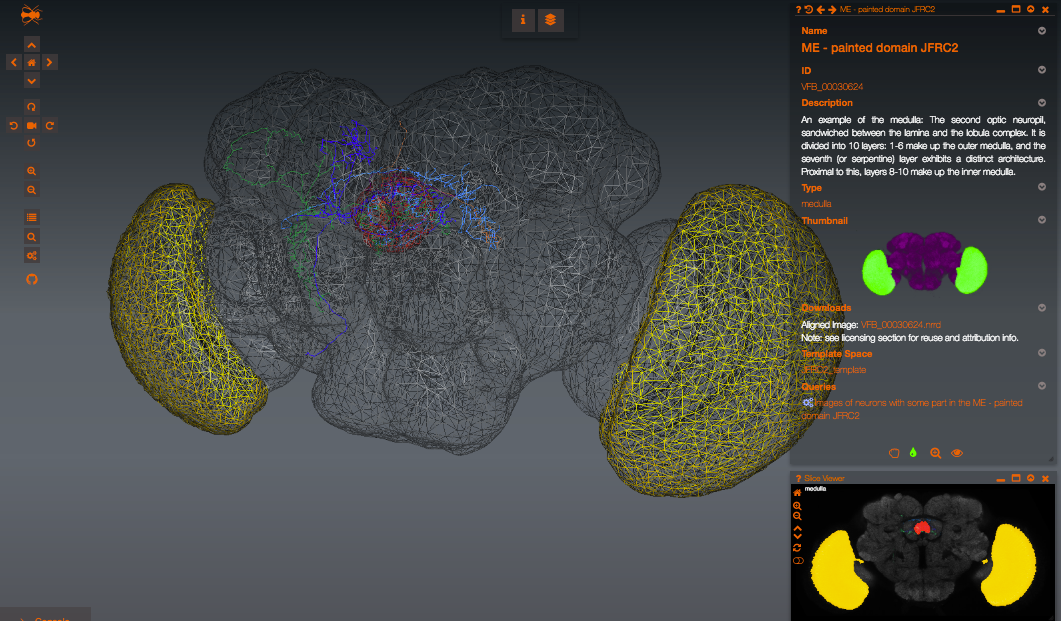 ? ME - painted domain JFRC2
i
Name
ME - painted domain JFRC2
ID
VFB_00030624
Description
An example of the medulla: The second optic neuropil,
sandwiched between the lamina and the lobula complex. It is
divided into 10 layers: 1-6 make up the outer medulla, and the
seventh (or serpentine) layer exhibits a distinct architecture.
Proximal to this, layers 8-10 make up the inner medulla.
Type
medulla
Thumbnail
Downloads
Aligned Image: VFB_00030624.nrrd
Note: see licensing section for reuse and attribution info.
Template Space
JFRC2_template
Queries
Images of neurons with some part in the ME - painted
domain JFRC2
? Slice Viewer
medulla
Console